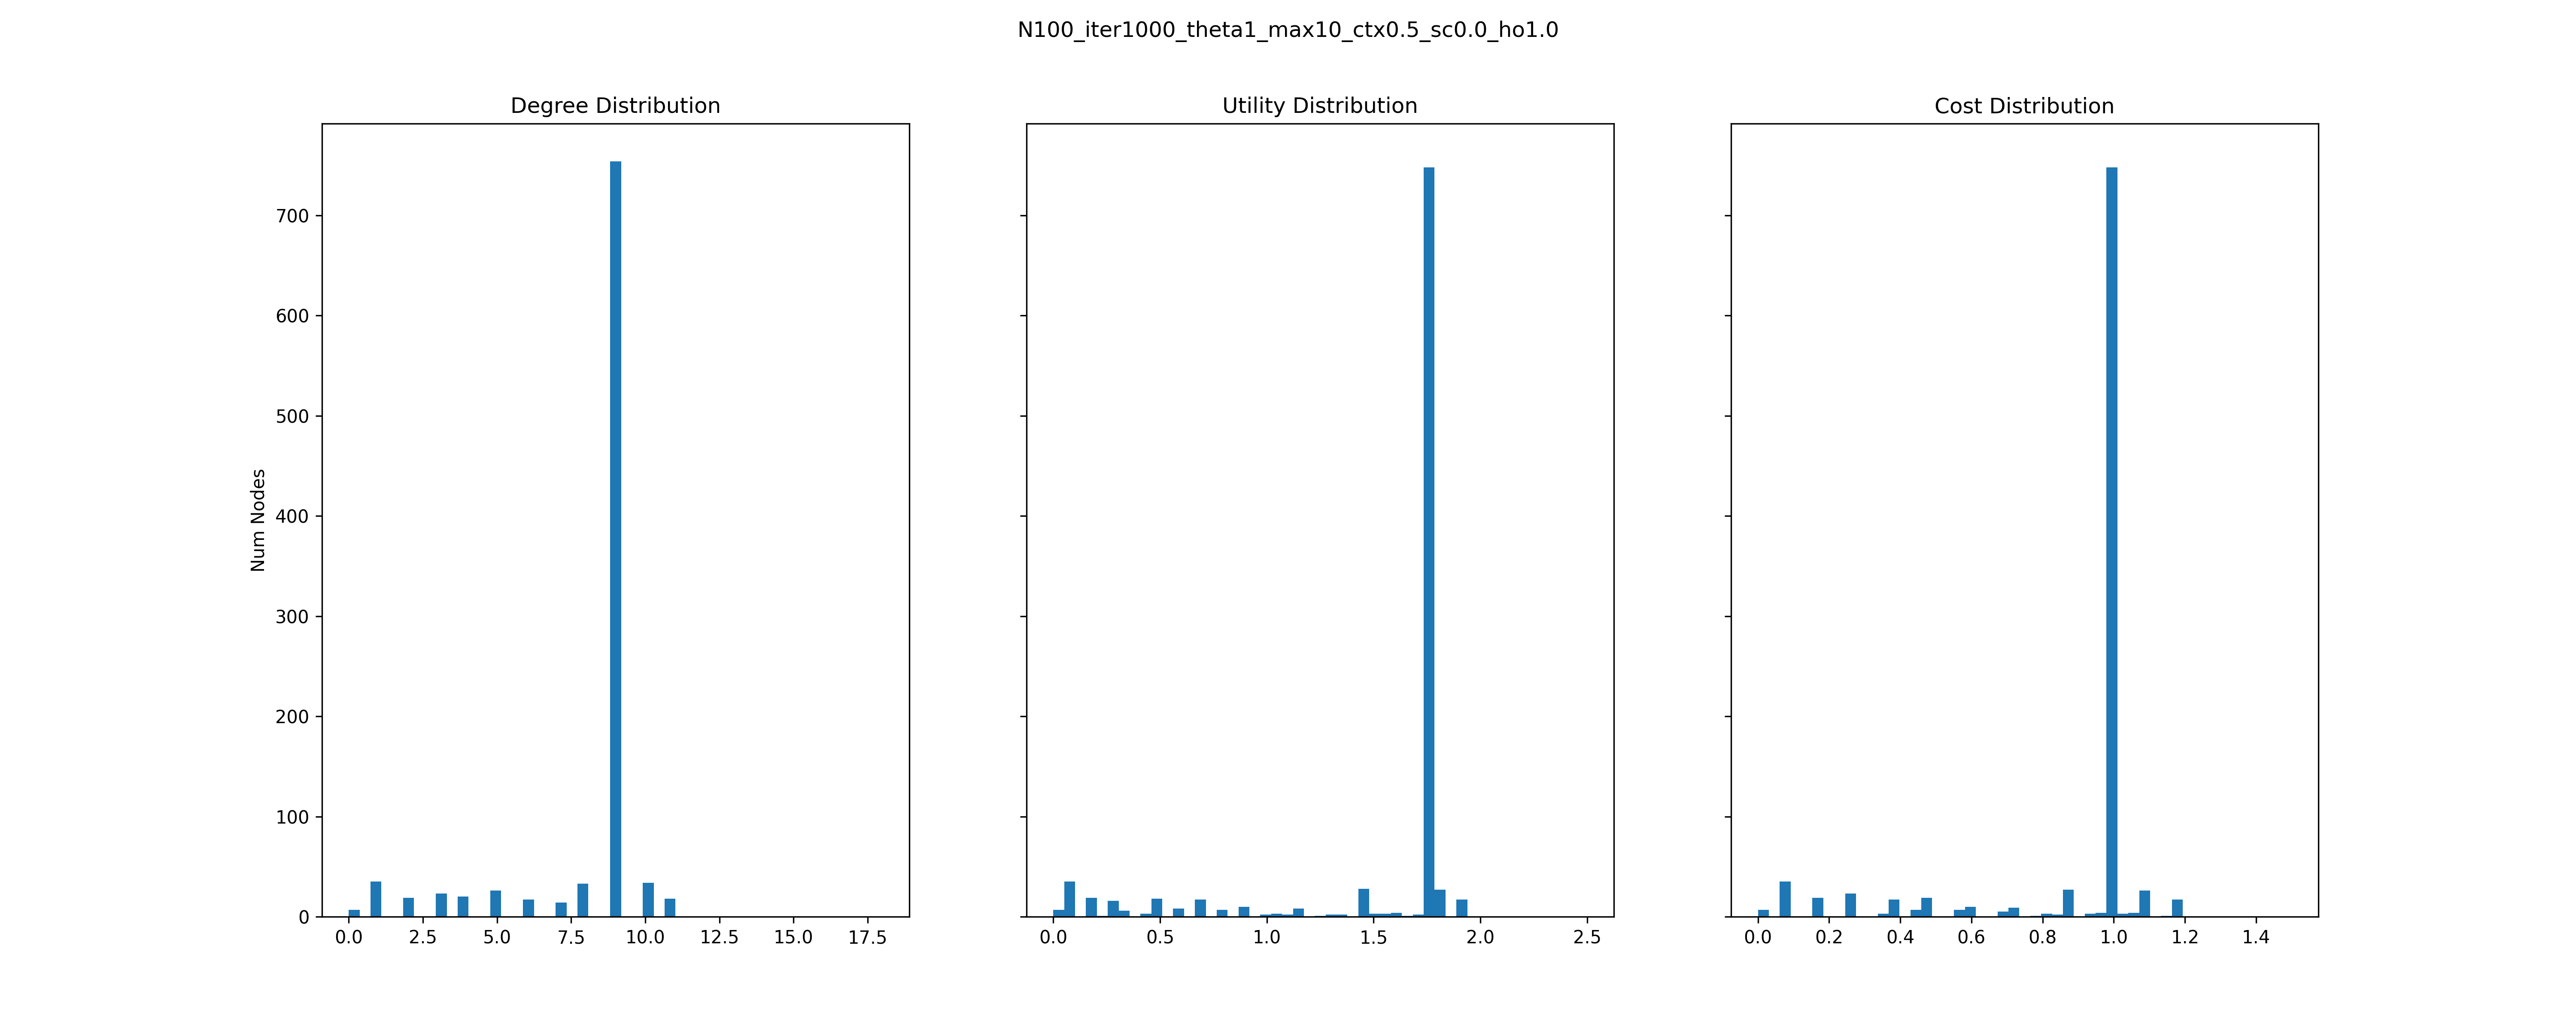 N100_iter1000_theta1_max10_ctx0.5_sc0.0_ho1.0
Degree Distribution
Utility Distribution
Cost Distribution
Num Nodes
700
600
500
400
300
200
100
0
0.0 2.5 5.0 7.5 10.0 12.5 15.0 17.5
0.0 0.5 1.0 1.5 2.0 2.5
0.0 0.2 0.4 0.6 0.8 1.0 1.2 1.4